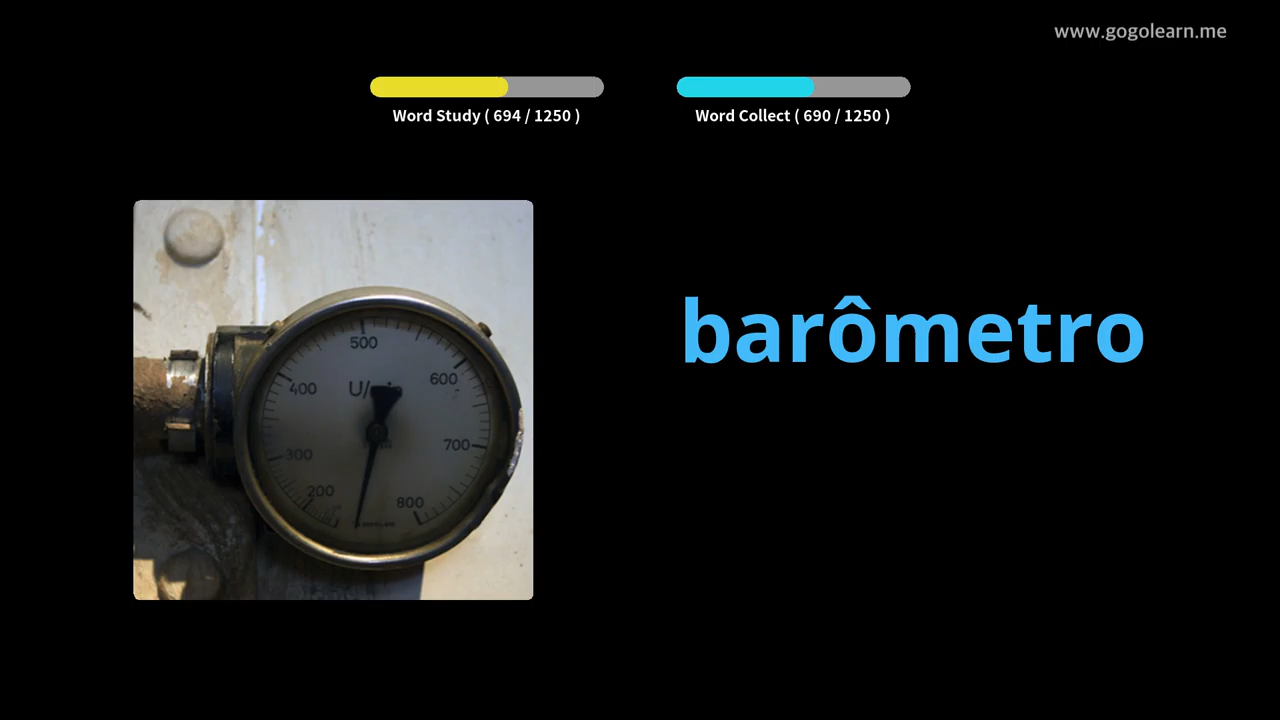 www.gogolearn.me
Word Study ( 694 / 1250 )
Word Collect ( 690 / 1250 )
barômetro
500
400
600
U/
300
700
200
800